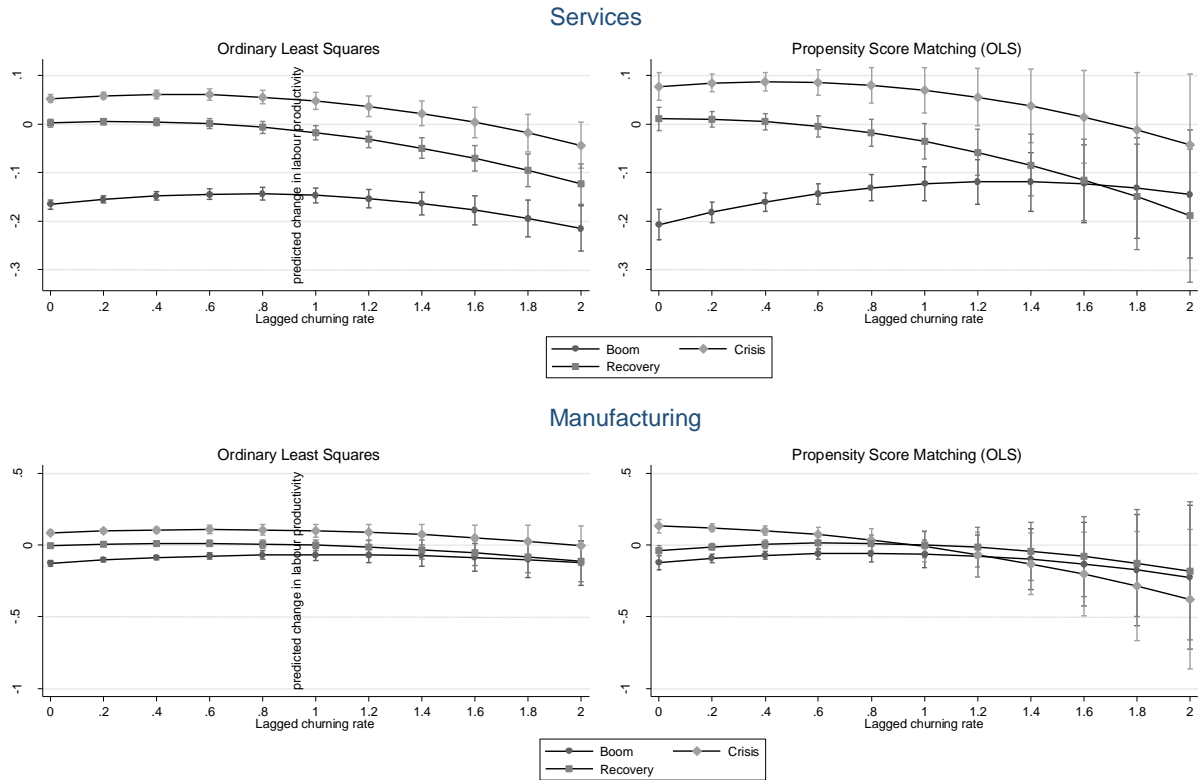 Services
Ordinary Least Squares
Propensity Score Matching (OLS)
predicted change in labour productivity
.1
0
-.1
-.2
-.3
.1
0
-.1
-.2
-.3
0 .2 .4 .6 .8 1 1.2 1.4 1.6 1.8 2
0 .2 .4 .6 .8 1 1.2 1.4 1.6 1.8 2
Lagged churning rate
Lagged churning rate
Boom Crisis
Recovery
Manufacturing
Ordinary Least Squares
Propensity Score Matching (OLS)
predicted change in labour productivity
.5
0
-.5
-1
.5
0
-.5
-1
0 .2 .4 .6 .8 1 1.2 1.4 1.6 1.8 2
0 .2 .4 .6 .8 1 1.2 1.4 1.6 1.8 2
Lagged churning rate
Lagged churning rate
Boom Crisis
Recovery